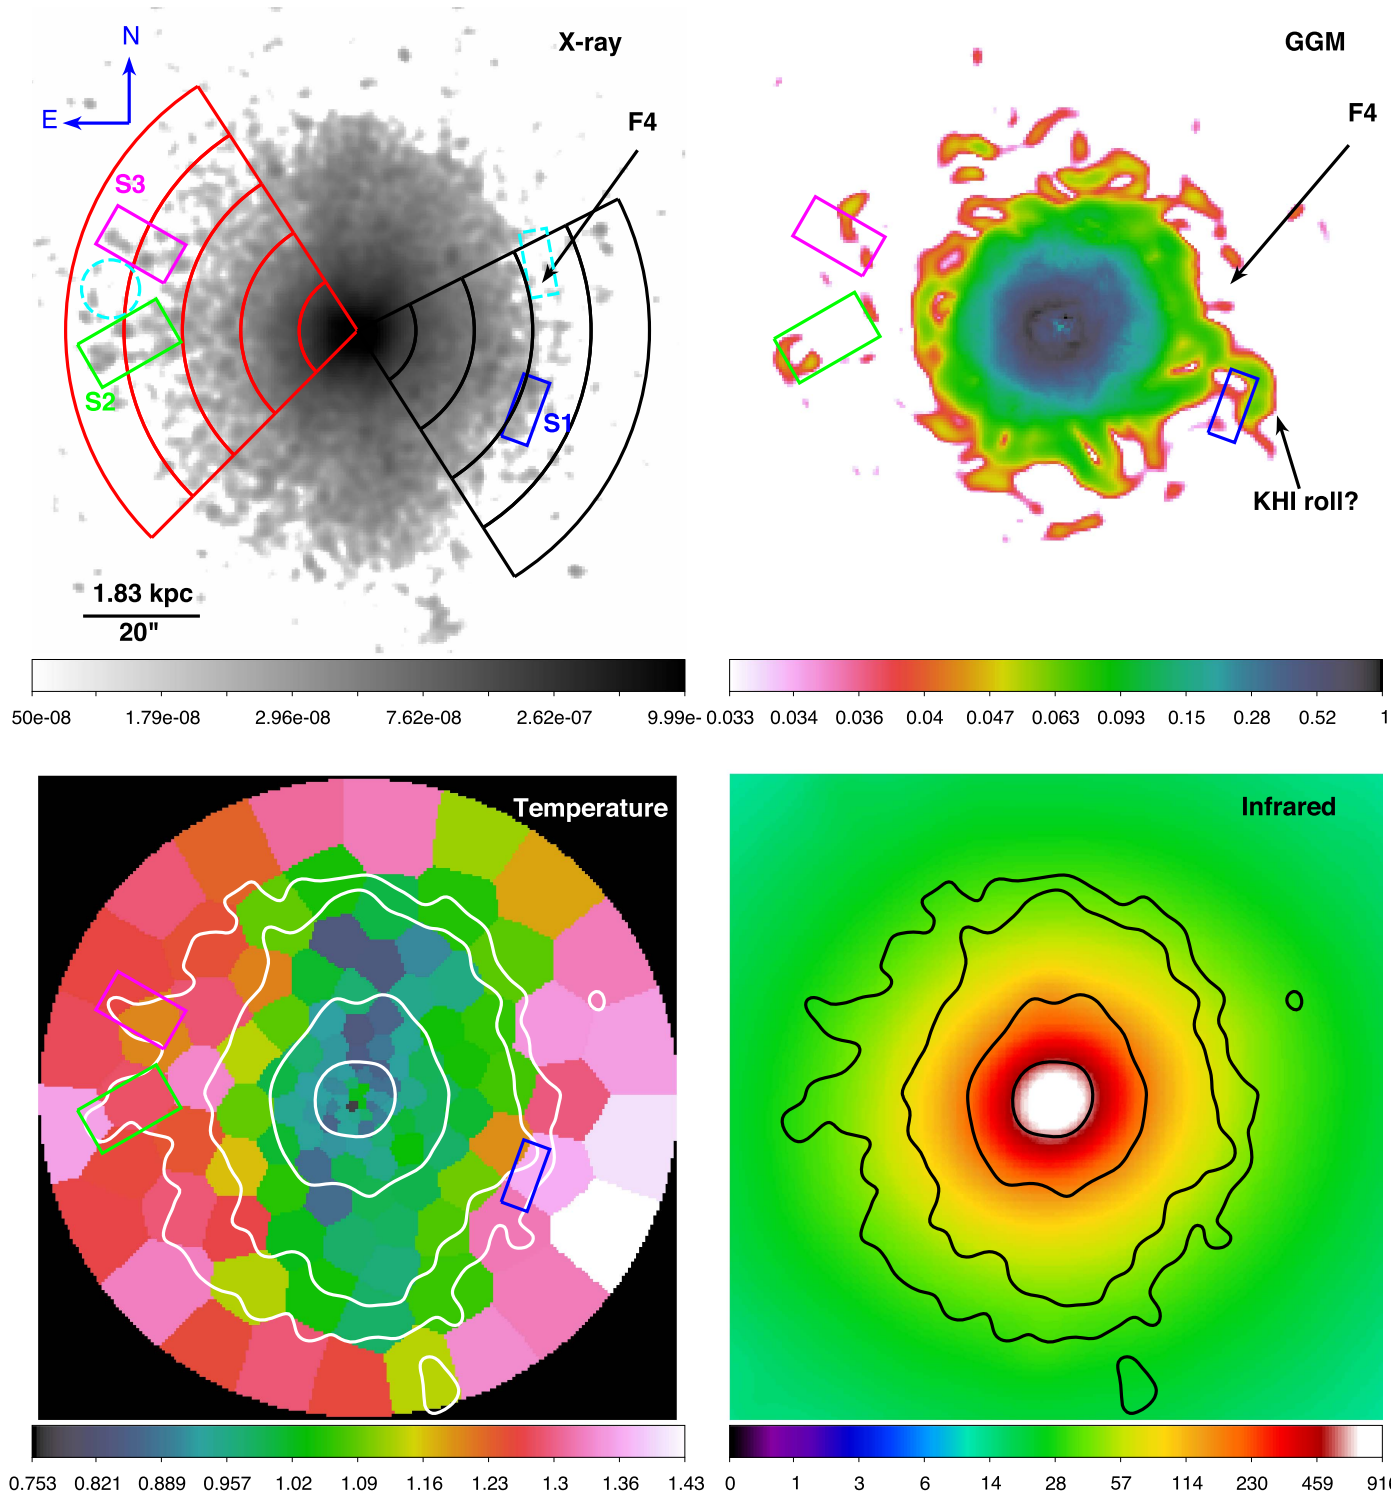 X-ray
N
E
F4
S3
S2
S1
1.83 kpc
20"
50e-08 1.79e-08 2.96e-08 7.62e-08 2.62e-07 9.99e-
GGM
F4
KHI roll?
0.033 0.034 0.036 0.04 0.047 0.063 0.093 0.15 0.28 0.52 1
Temperature
0.753 0.821 0.889 0.957 1.02 1.09 1.16 1.23 1.3 1.36 1.43
Infrared
0 1 3 6 14 28 57 114 230 459 916